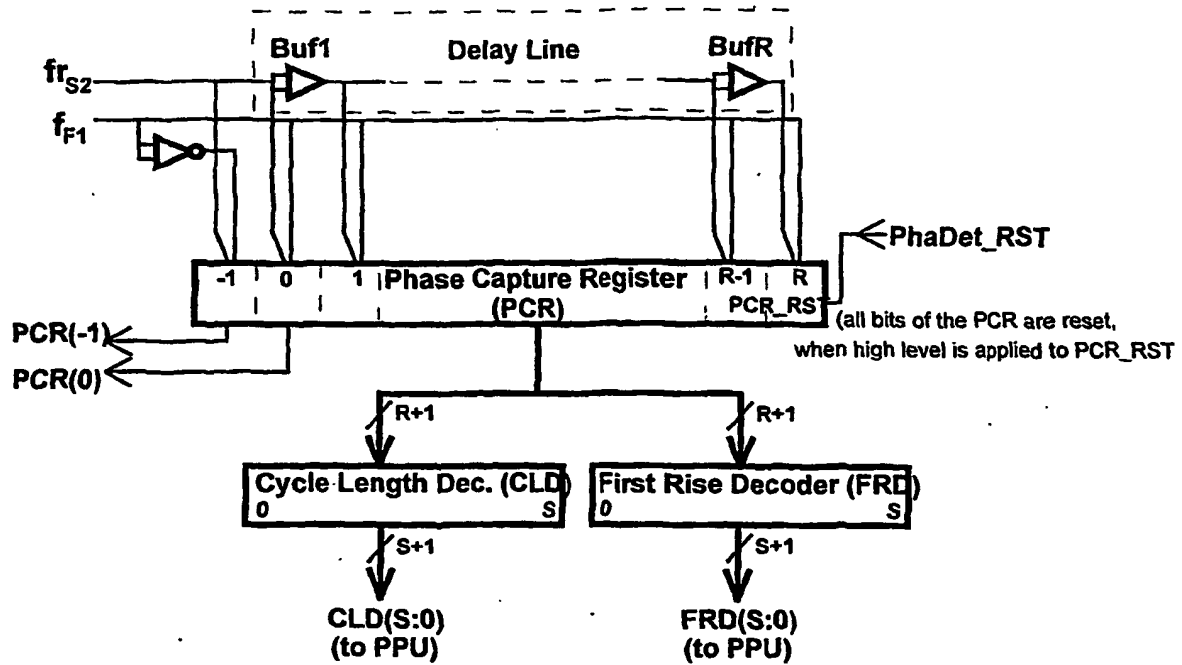 Buf1 Delay Line BufR
frS2
fF1
PhaDet_RST
-1 0 1 Phase Capture Register R-1 R
(PCR) PCR_RST
(all bits of the PCR are reset,
when high level is applied to PCR_RST
PCR(-1)
PCR(0)
R+1 R+1
Cycle Length Dec. (CLD) First Rise Decoder (FRD)
0 S 0 S
S+1 S+1
CLD(S:0) FRD(S:0)
(to PPU) (to PPU)